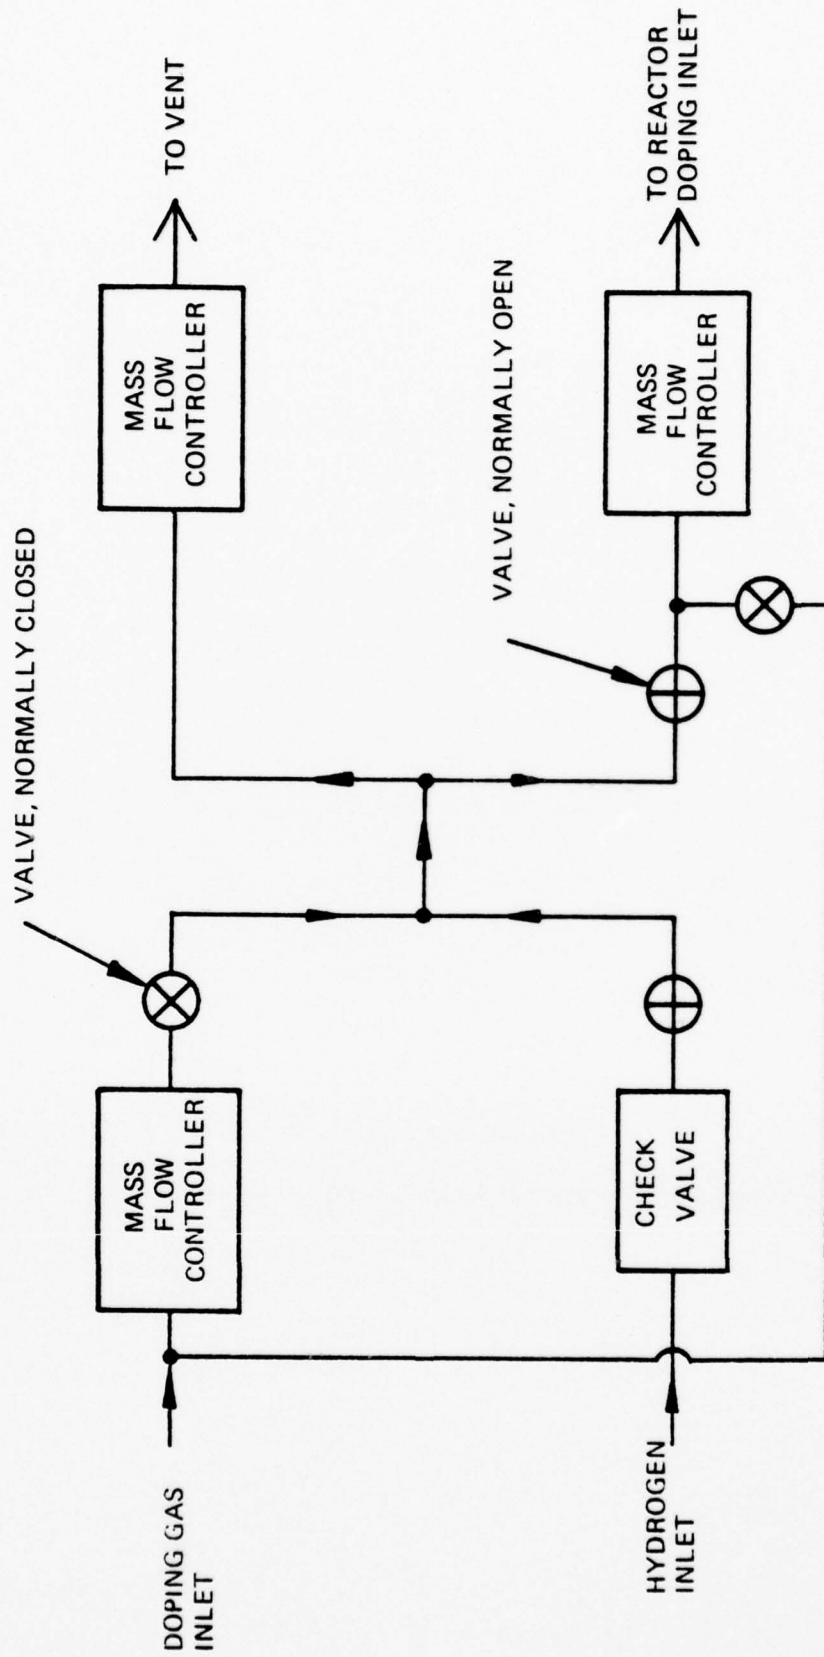 DOPING GAS
INLET
MASS
FLOW
CONTROLLER
VALVE, NORMALLY CLOSED
MASS
FLOW
CONTROLLER
TO VENT
HYDROGEN
INLET
CHECK
VALVE
VALVE, NORMALLY OPEN
MASS
FLOW
CONTROLLER
TO REACTOR
DOPING INLET